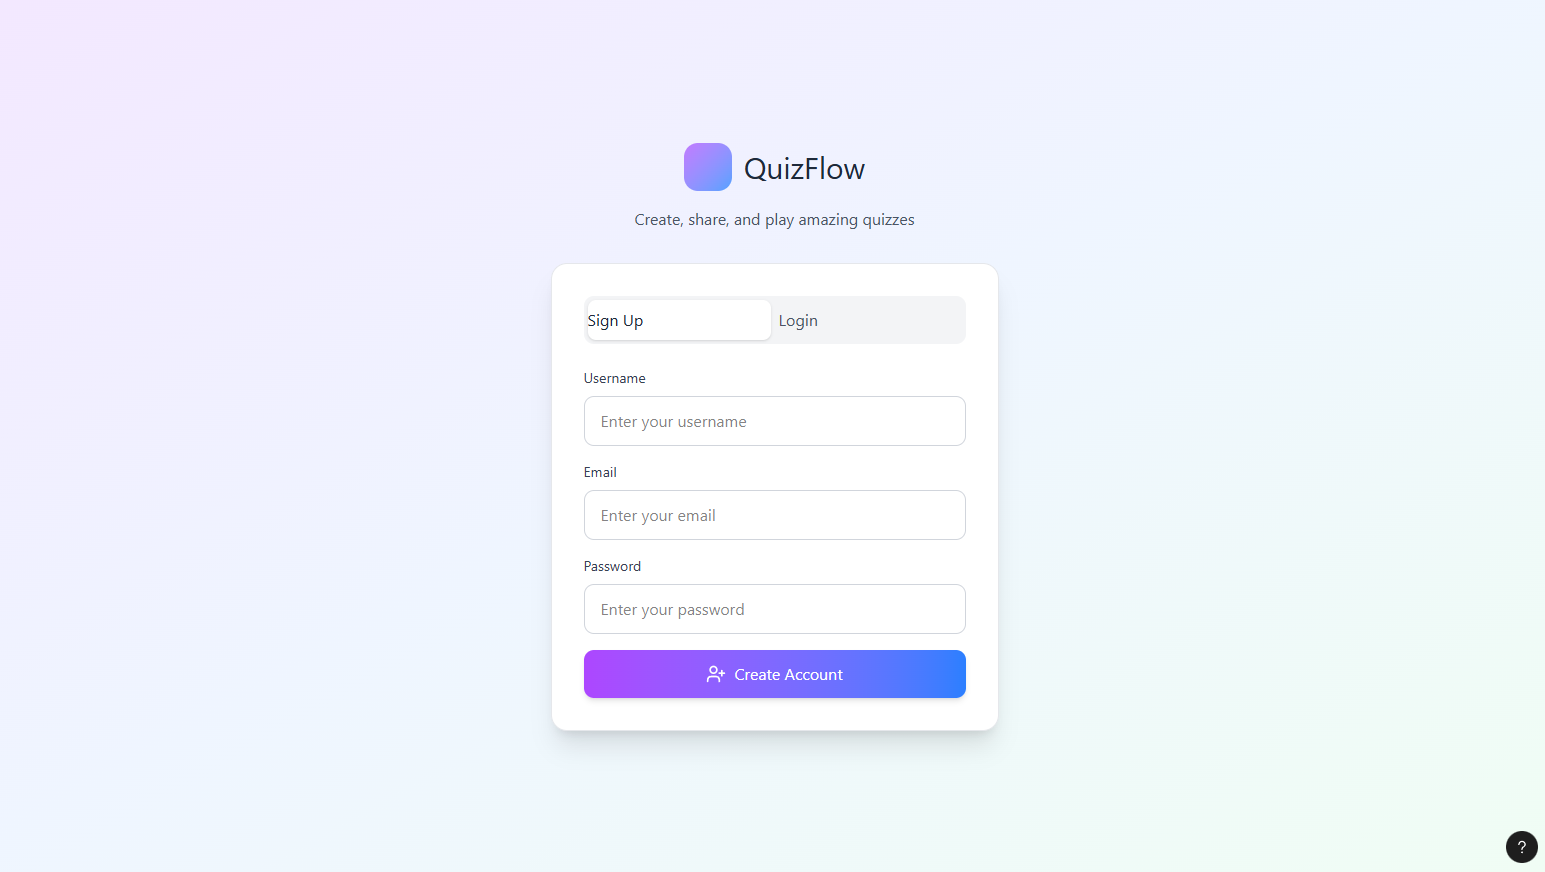 QuizFlow
Create, share, and play amazing quizzes
Sign Up Login
Username
Enter your username
Email
Enter your email
Password
Enter your password
Create Account
?